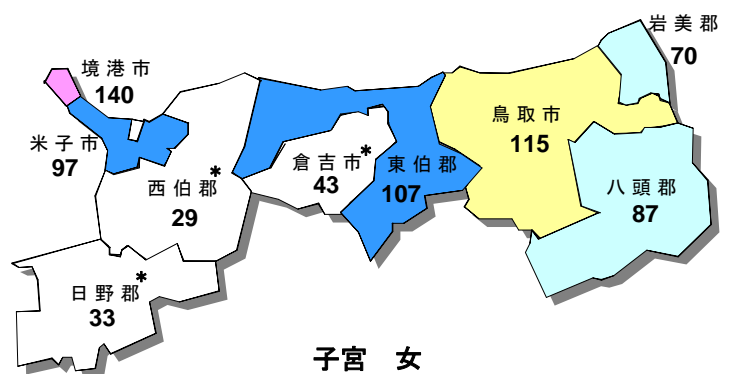 岩美郡
70
境港市
140
鳥取市
115
米子市
97
倉吉市*
43
東伯郡
107
西伯郡*
29
八頭郡
87
日野郡*
33
子宮　女